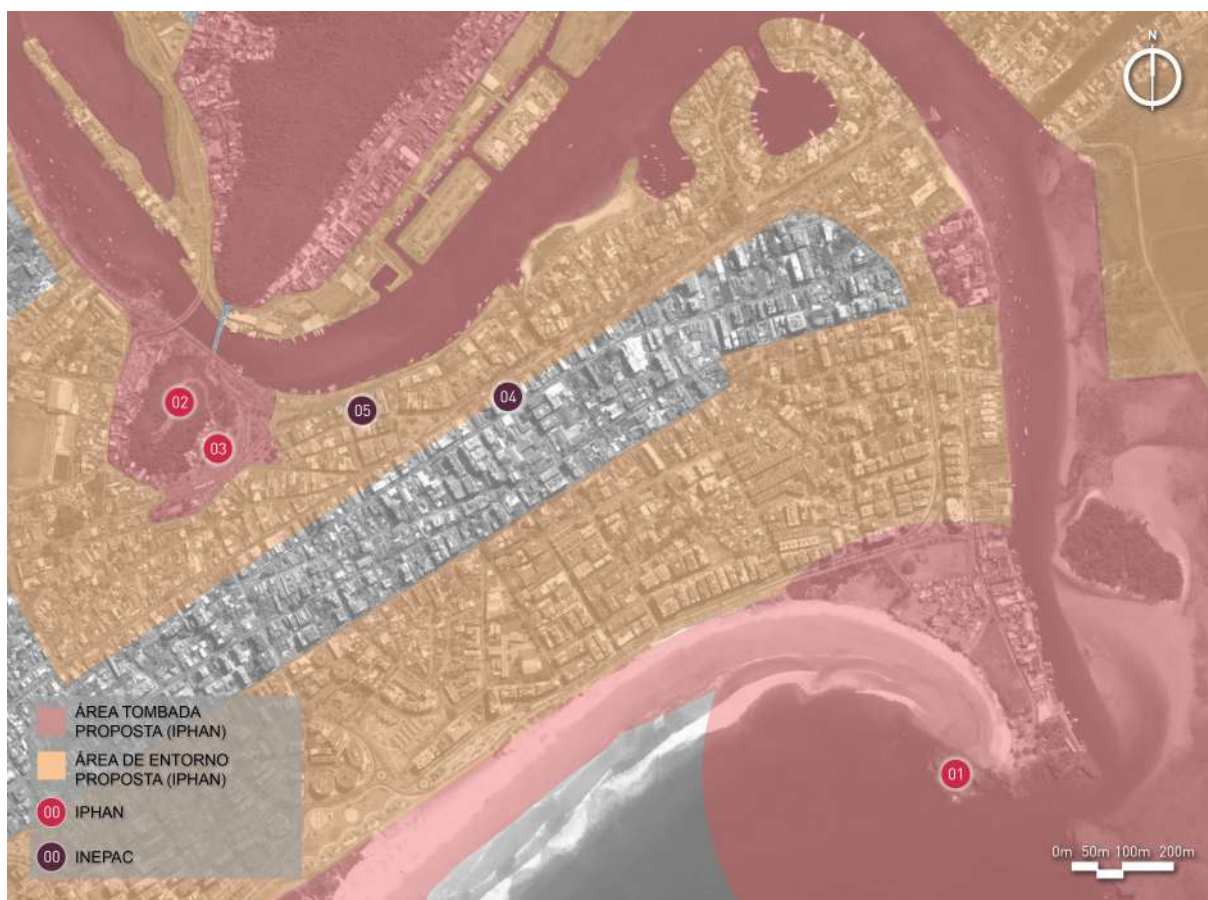 N
02
03
05
04
01
ÁREA TOMBADA
PROPOSTA (IPHAN)
ÁREA DE ENTORNO
PROPOSTA (IPHAN)
00 IPHAN
00 INEPAC
0m 50m 100m 200m